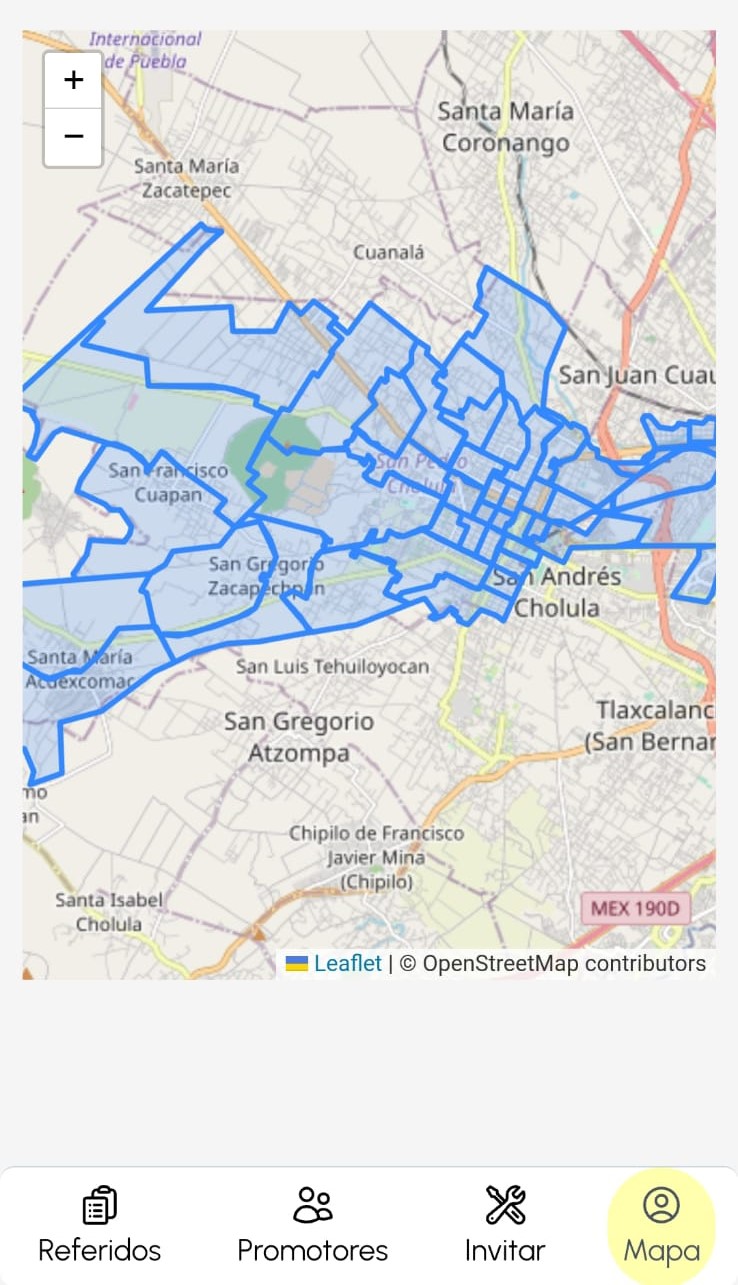 Internacional
de Puebla
+
−
Santa María
Coronango
Santa María
Zacatepec
Cuanalá
San Juan Cuau
San Pedro
Cholula
San Francisco
Cuapan
San Gregorio
Zacapechpan
San Andrés
Cholula
Santa María
Acuexcomac
San Luis Tehuiloyocan
San Gregorio
Atzompa
Tlaxcalanc
(San Bernar
mo
an
Chipilo de Francisco
Javier Mina
(Chipilo)
Santa Isabel
Cholula
MEX 190D
Leaflet | © OpenStreetMap contributors
Referidos
Promotores
Invitar
Mapa